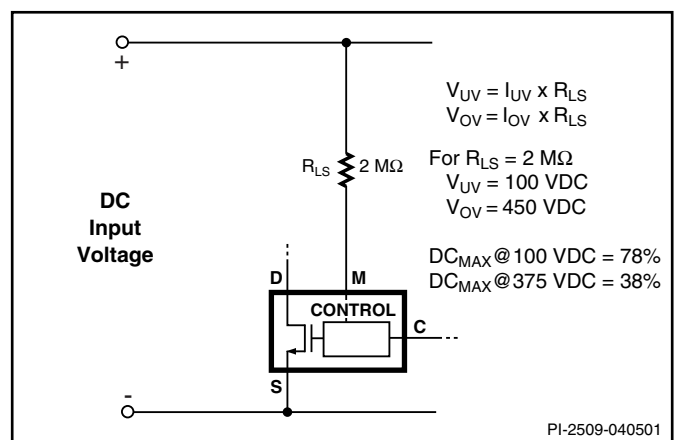 +
V_UV = I_UV x R_LS
V_OV = I_OV x R_LS
R_LS 2 MΩ
For R_LS = 2 MΩ
V_UV = 100 VDC
V_OV = 450 VDC
DC
Input
Voltage
DC_MAX@100 VDC = 78%
DC_MAX@375 VDC = 38%
D M
CONTROL
C
S
-
PI-2509-040501